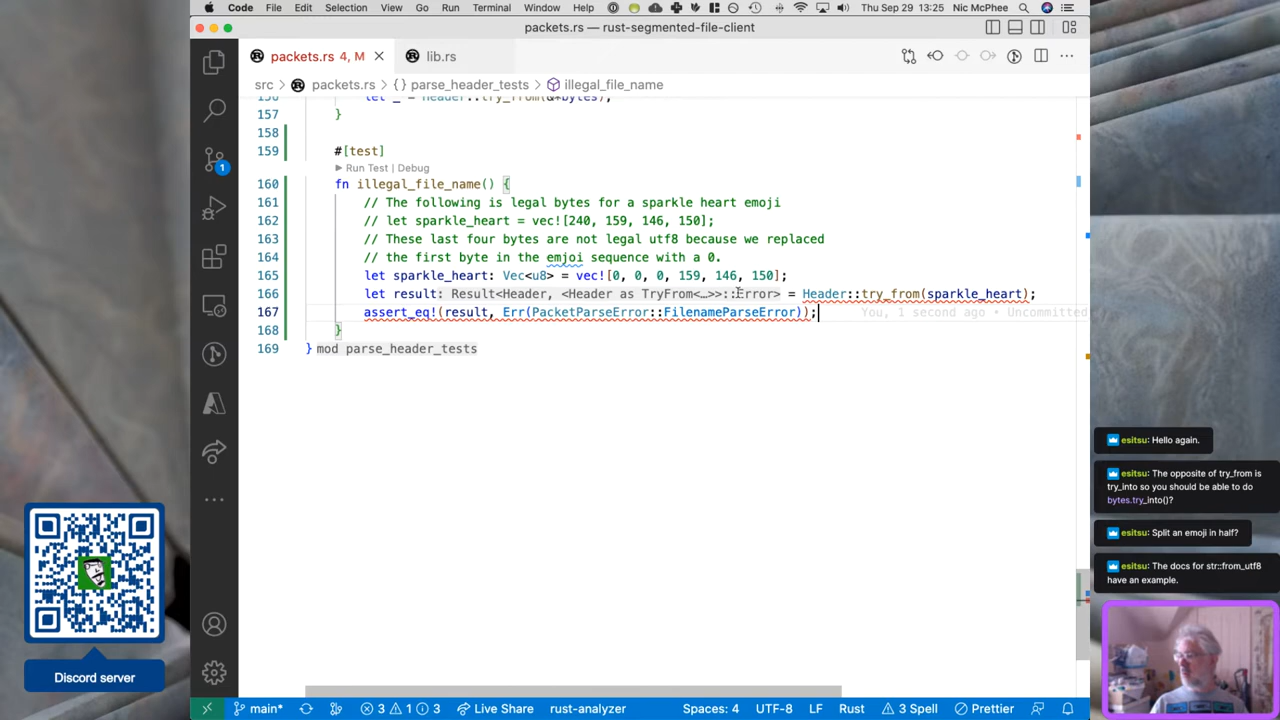 Code File Edit Selection View Go Run Terminal Window Help Thu Sep 29 13:25 Nic McPhee
packets.rs — rust-segmented-file-client
packets.rs 4, M
lib.rs
src > packets.rs > { } parse_header_tests > illegal_file_name
156 let _ = Header::try_from(&*bytes);
157 }
158
159 #[test]
Run Test | Debug
160 fn illegal_file_name() {
161 // The following is legal bytes for a sparkle heart emoji
162 // let sparkle_heart = vec![240, 159, 146, 150];
163 // These last four bytes are not legal utf8 because we replaced
164 // the first byte in the emjoi sequence with a 0.
165 let sparkle_heart: Vec<u8> = vec![0, 0, 0, 159, 146, 150];
166 let result: Result<Header, <Header as TryFrom<…>>::Error> = Header::try_from(sparkle_heart);
167 assert_eq!(result, Err(PacketParseError::FilenameParseError)); You, 1 second ago • Uncommitted
168 }
169 } mod parse_header_tests
1
esitsu: Hello again.
esitsu: The opposite of try_from is
try_into so you should be able to do
bytes.try_into()?
esitsu: Split an emoji in half?
esitsu: The docs for str::from_utf8
have an example.
Discord server
main* 3 1 3 Live Share rust-analyzer Spaces: 4 UTF-8 LF Rust 3 Spell Prettier